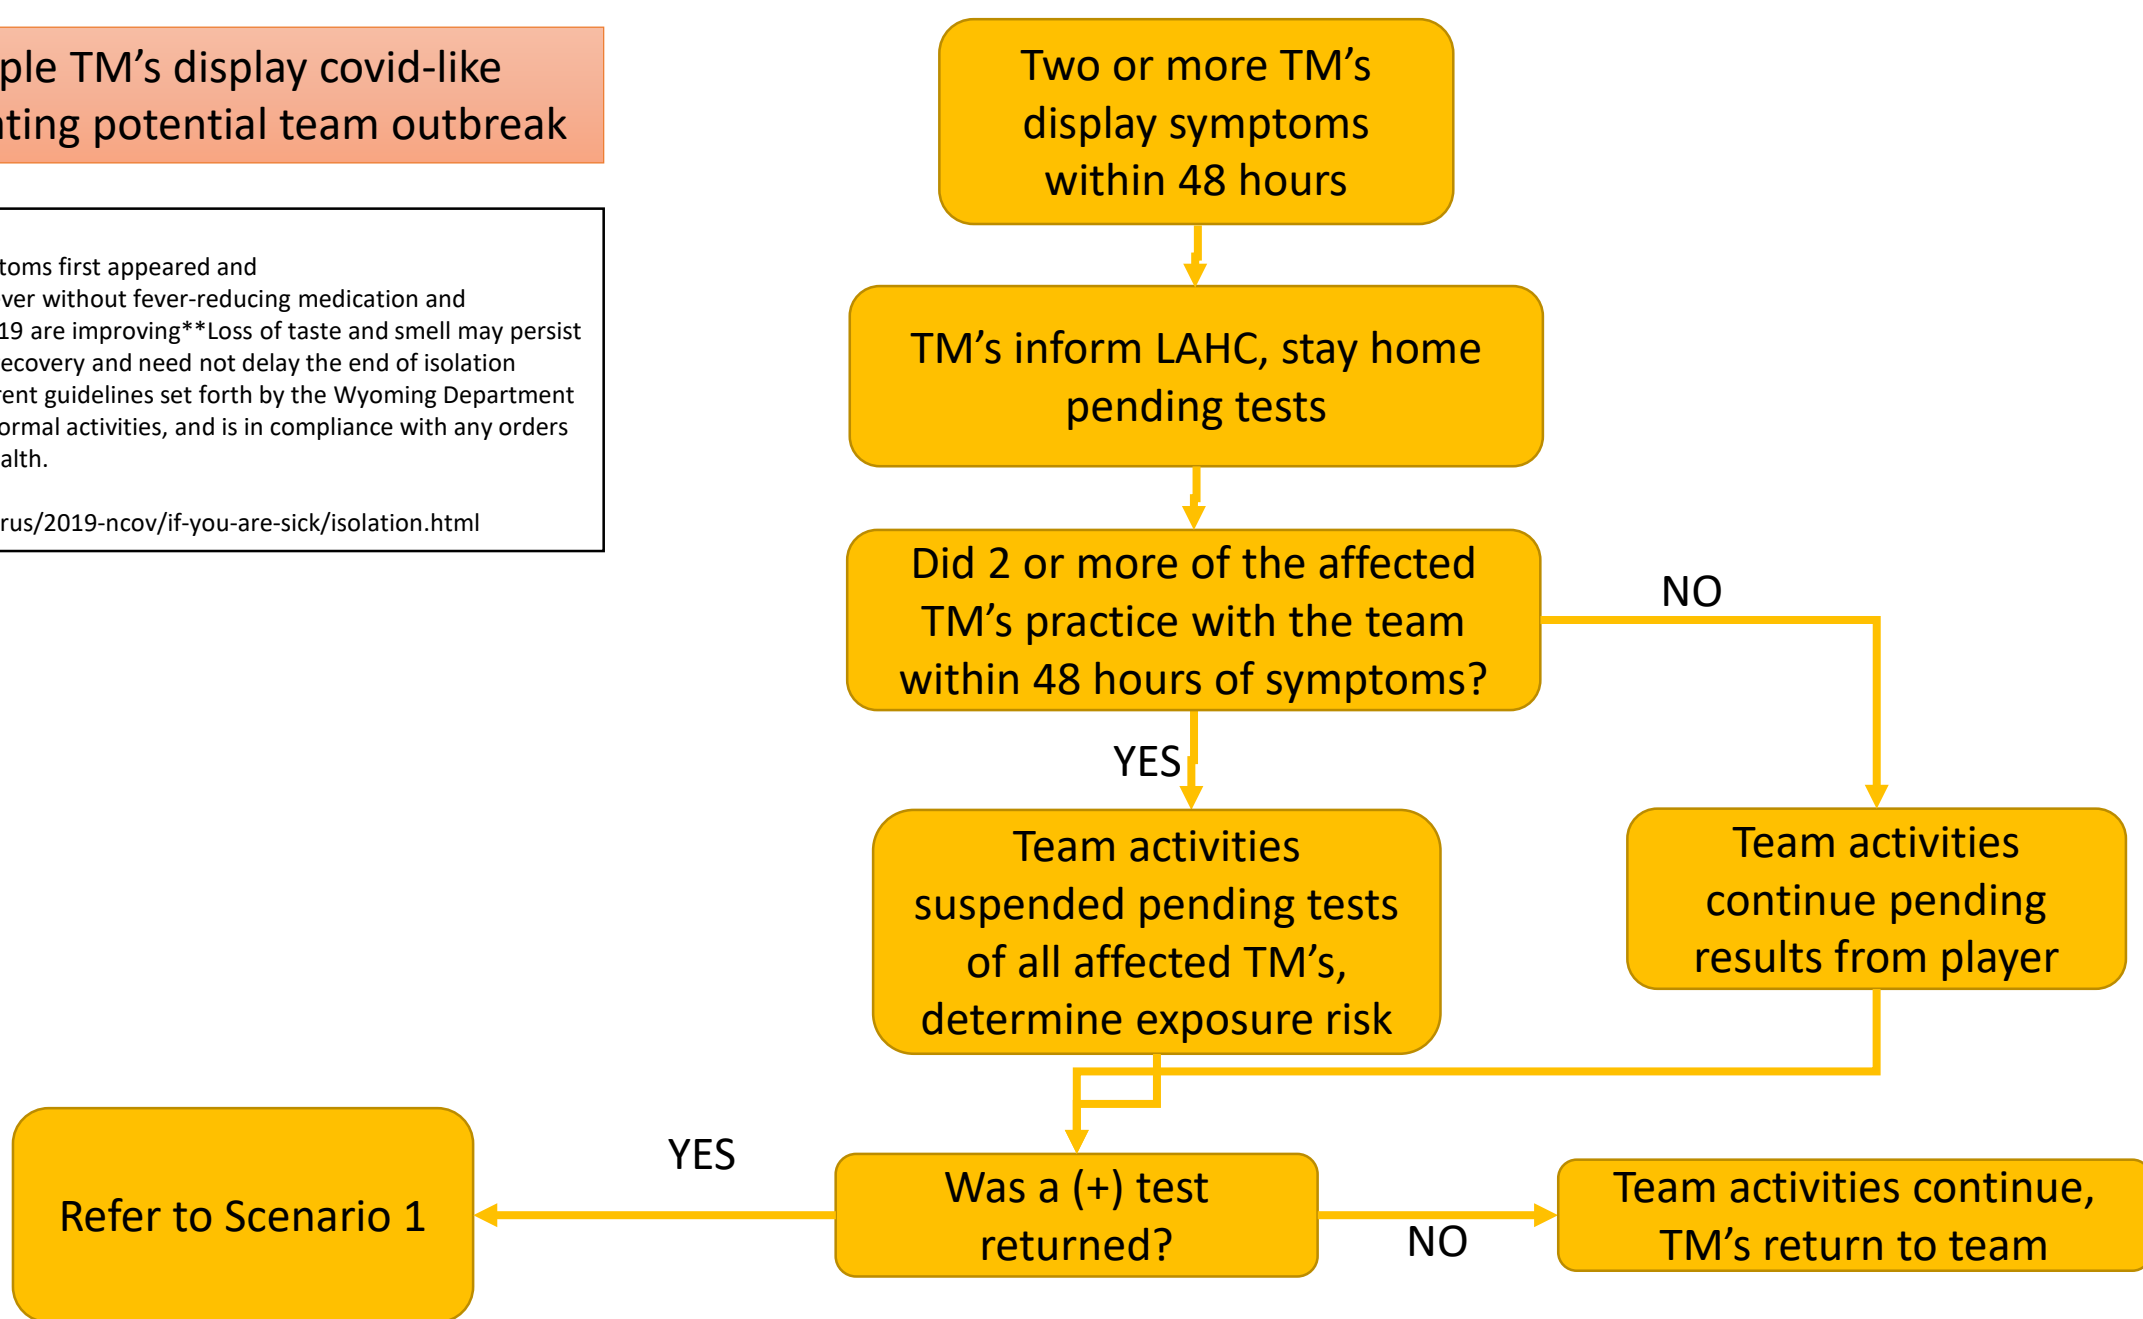 ple TM's display covid-like
ating potential team outbreak
toms first appeared and
ver without fever-reducing medication and
19 are improving**Loss of taste and smell may persist
recovery and need not delay the end of isolation
rent guidelines set forth by the Wyoming Department
ormal activities, and is in compliance with any orders
alth.
rus/2019-ncov/if-you-are-sick/isolation.html
Two or more TM's
display symptoms
within 48 hours
TM's inform LAHC, stay home
pending tests
Did 2 or more of the affected
TM's practice with the team
within 48 hours of symptoms?
NO
YES
Team activities
suspended pending tests
of all affected TM's,
determine exposure risk
Team activities
continue pending
results from player
Refer to Scenario 1
YES
Was a (+) test
returned?
NO
Team activities continue,
TM's return to team